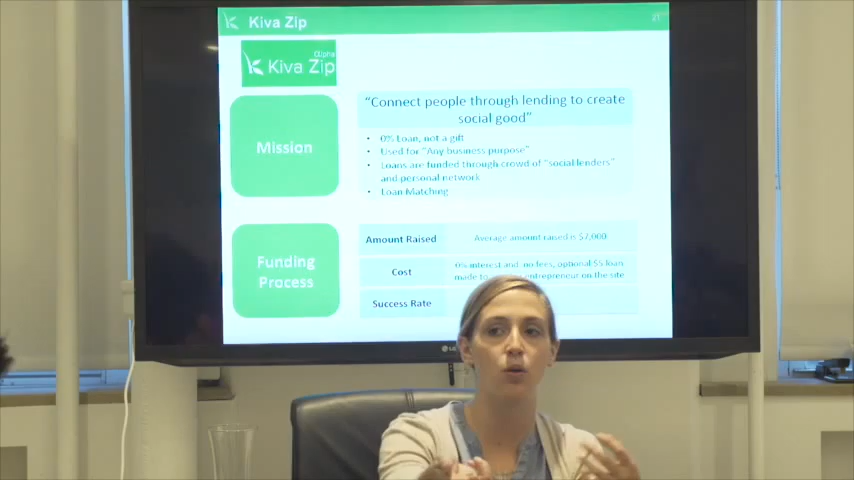 Kiva Zip
21
alpha
Kiva Zip
Mission
"Connect people through lending to create
social good"
• 0% Loan, not a gift
• Used for "Any business purpose"
• Loans are funded through crowd of "social lenders"
and personal network
• Loan Matching
Funding
Process
Amount Raised
Average amount raised is $7,000
Cost
0% interest and no fees, optional $5 loan
made to entrepreneur on the site
Success Rate
LG